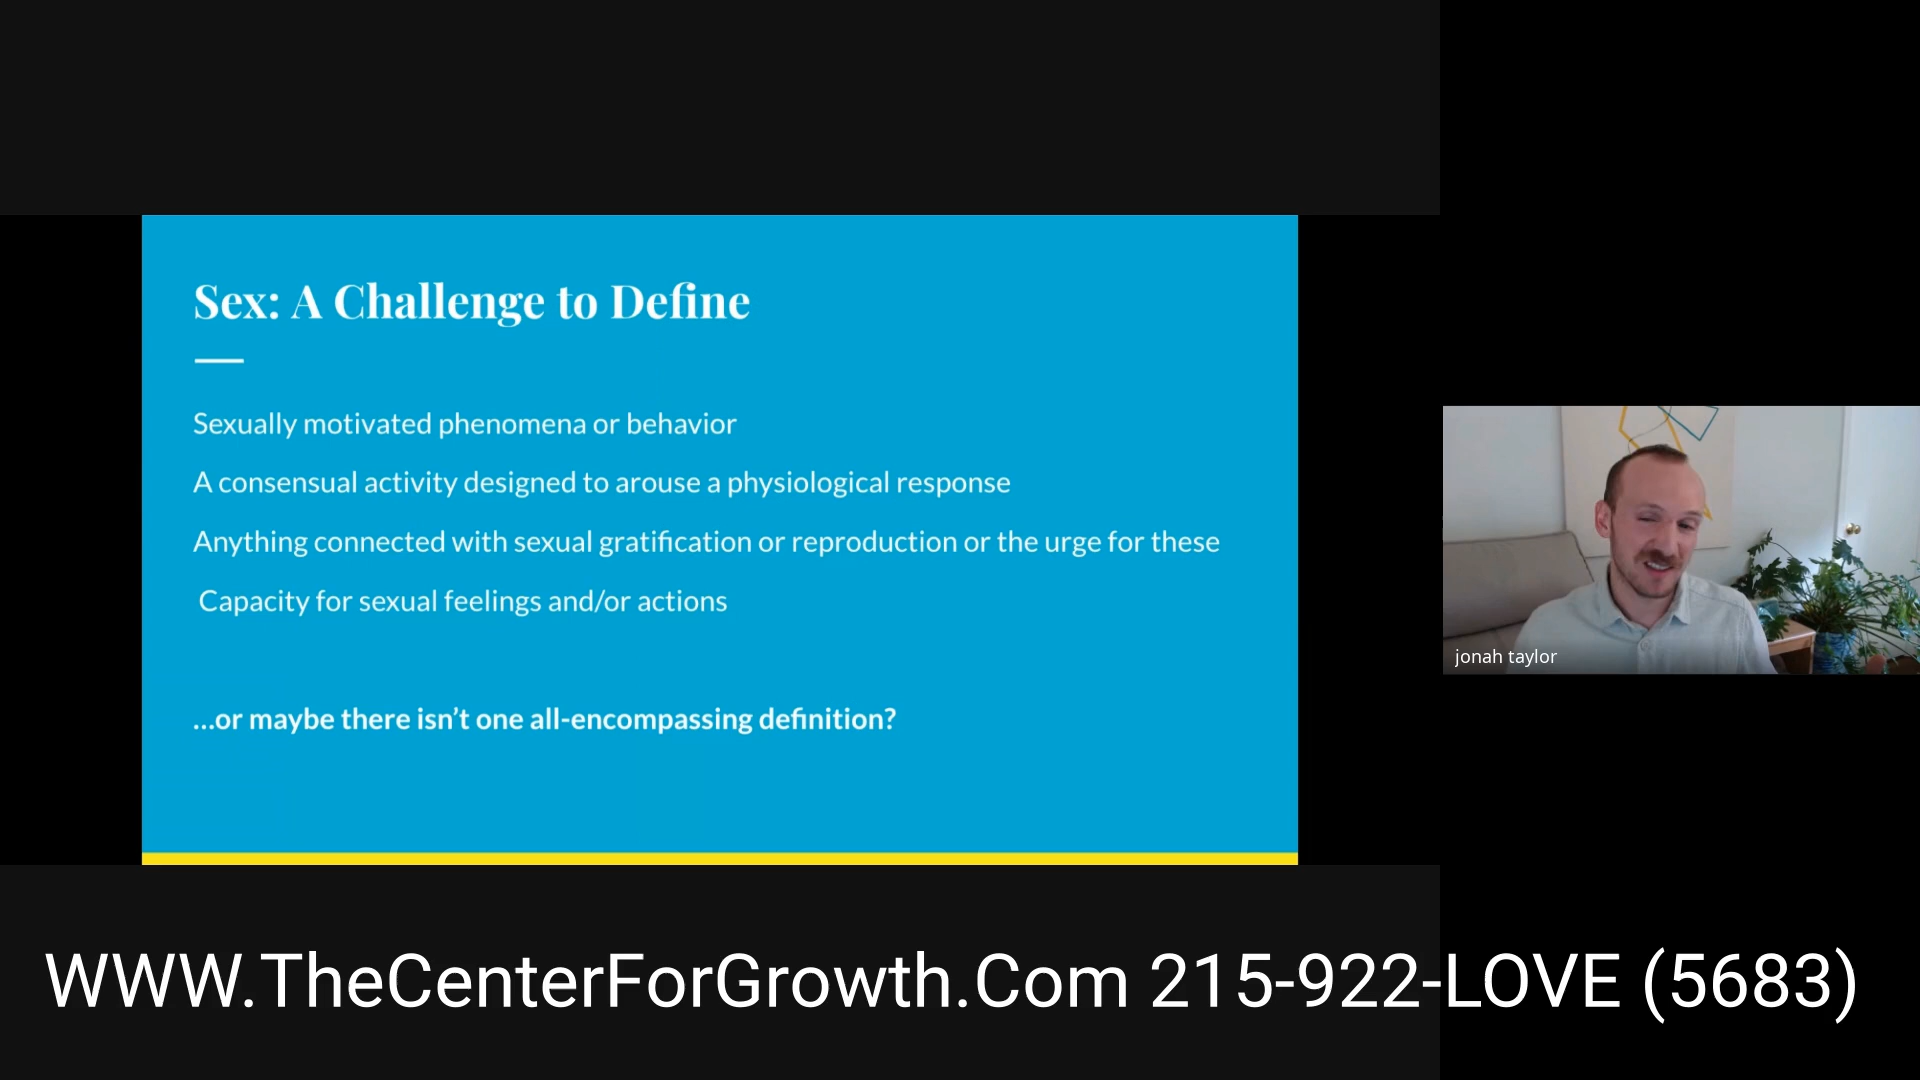 Sex: A Challenge to Define
Sexually motivated phenomena or behavior
A consensual activity designed to arouse a physiological response
Anything connected with sexual gratification or reproduction or the urge for these
Capacity for sexual feelings and/or actions
...or maybe there isn’t one all-encompassing definition?
jonah taylor
WWW.TheCenterForGrowth.Com 215-922-LOVE (5683)